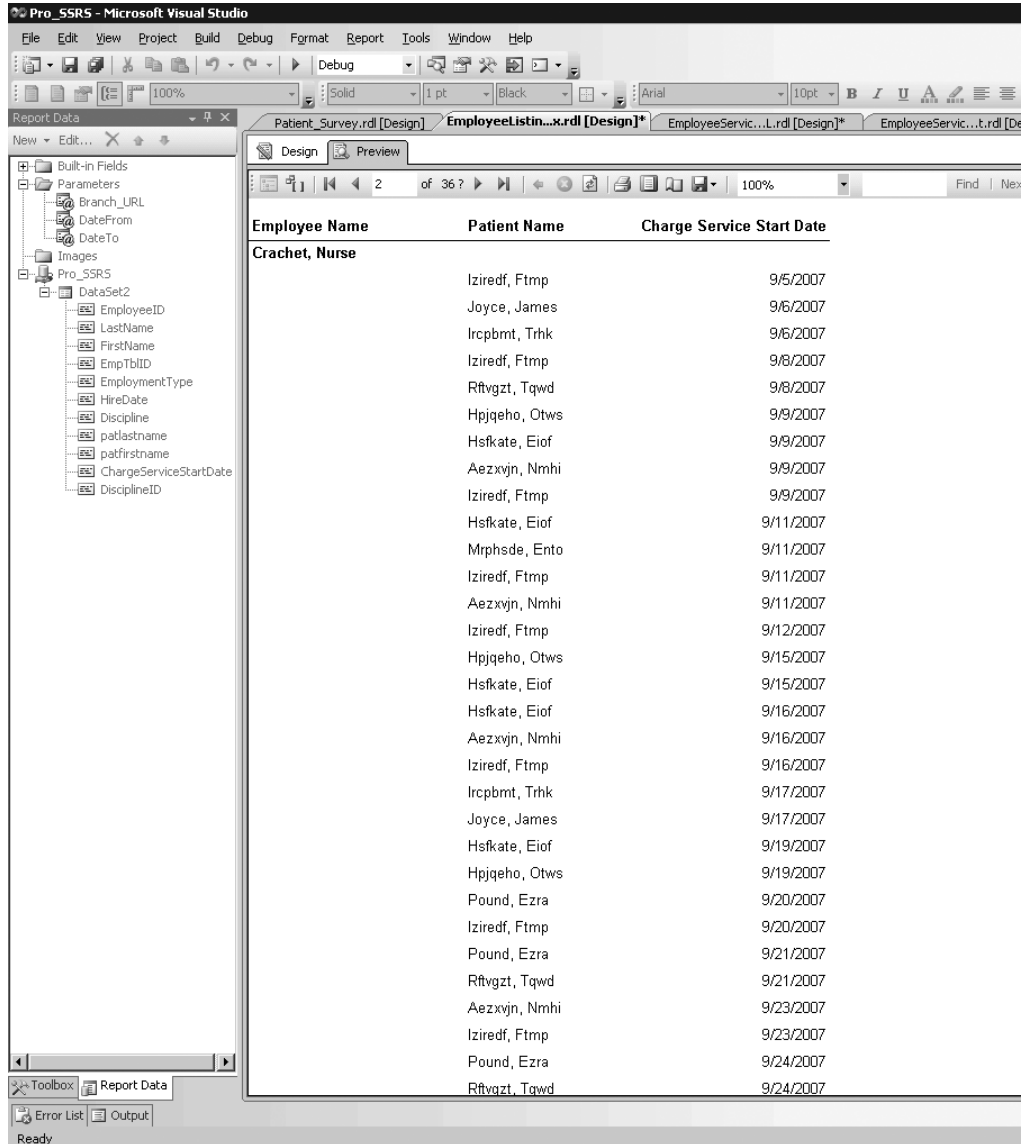 Pro_SSRS - Microsoft Visual Studio
File Edit View Project Build Debug Format Report Tools Window Help
Debug
100% Solid 1 pt Black Arial 10pt B I U A
Report Data
New Edit...
Built-in Fields
Parameters
Branch_URL
DateFrom
DateTo
Images
Pro_SSRS
DataSet2
EmployeeID
LastName
FirstName
EmpTblID
EmploymentType
HireDate
Discipline
patlastname
patfirstname
ChargeServiceStartDate
DisciplineID
Toolbox Report Data
Patient_Survey.rdl [Design] EmployeeListin...x.rdl [Design]* EmployeeServic...L.rdl [Design]* EmployeeServic...t.rdl [De
Design Preview
2 of 36 ? 100% Find | Nex
Employee Name Patient Name Charge Service Start Date
Crachet, Nurse
Iziredf, Ftmp 9/5/2007
Joyce, James 9/6/2007
Ircpbmt, Trhk 9/6/2007
Iziredf, Ftmp 9/8/2007
Rftvgzt, Tqwd 9/8/2007
Hpjqeho, Otws 9/9/2007
Hsfkate, Eiof 9/9/2007
Aezxvjn, Nmhi 9/9/2007
Iziredf, Ftmp 9/9/2007
Hsfkate, Eiof 9/11/2007
Mrphsde, Ento 9/11/2007
Iziredf, Ftmp 9/11/2007
Aezxvjn, Nmhi 9/11/2007
Iziredf, Ftmp 9/12/2007
Hpjqeho, Otws 9/15/2007
Hsfkate, Eiof 9/15/2007
Hsfkate, Eiof 9/16/2007
Aezxvjn, Nmhi 9/16/2007
Iziredf, Ftmp 9/16/2007
Ircpbmt, Trhk 9/17/2007
Joyce, James 9/17/2007
Hsfkate, Eiof 9/19/2007
Hpjqeho, Otws 9/19/2007
Pound, Ezra 9/20/2007
Iziredf, Ftmp 9/20/2007
Pound, Ezra 9/21/2007
Rftvgzt, Tqwd 9/21/2007
Aezxvjn, Nmhi 9/23/2007
Iziredf, Ftmp 9/23/2007
Pound, Ezra 9/24/2007
Rftvgzt, Tqwd 9/24/2007
Error List Output
Ready